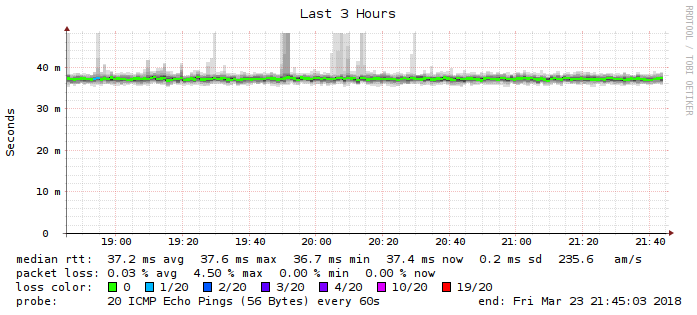 Last 3 Hours
RRDTOOL / TOBI OETIKER
Seconds
40 m
30 m
20 m
10 m
0
19:00 19:20 19:40 20:00 20:20 20:40 21:00 21:20 21:40
median rtt: 37.2 ms avg 37.6 ms max 36.7 ms min 37.4 ms now 0.2 ms sd 235.6 am/s
packet loss: 0.03 % avg 4.50 % max 0.00 % min 0.00 % now
loss color: 0 1/20 2/20 3/20 4/20 10/20 19/20
probe: 20 ICMP Echo Pings (56 Bytes) every 60s end: Fri Mar 23 21:45:03 2018